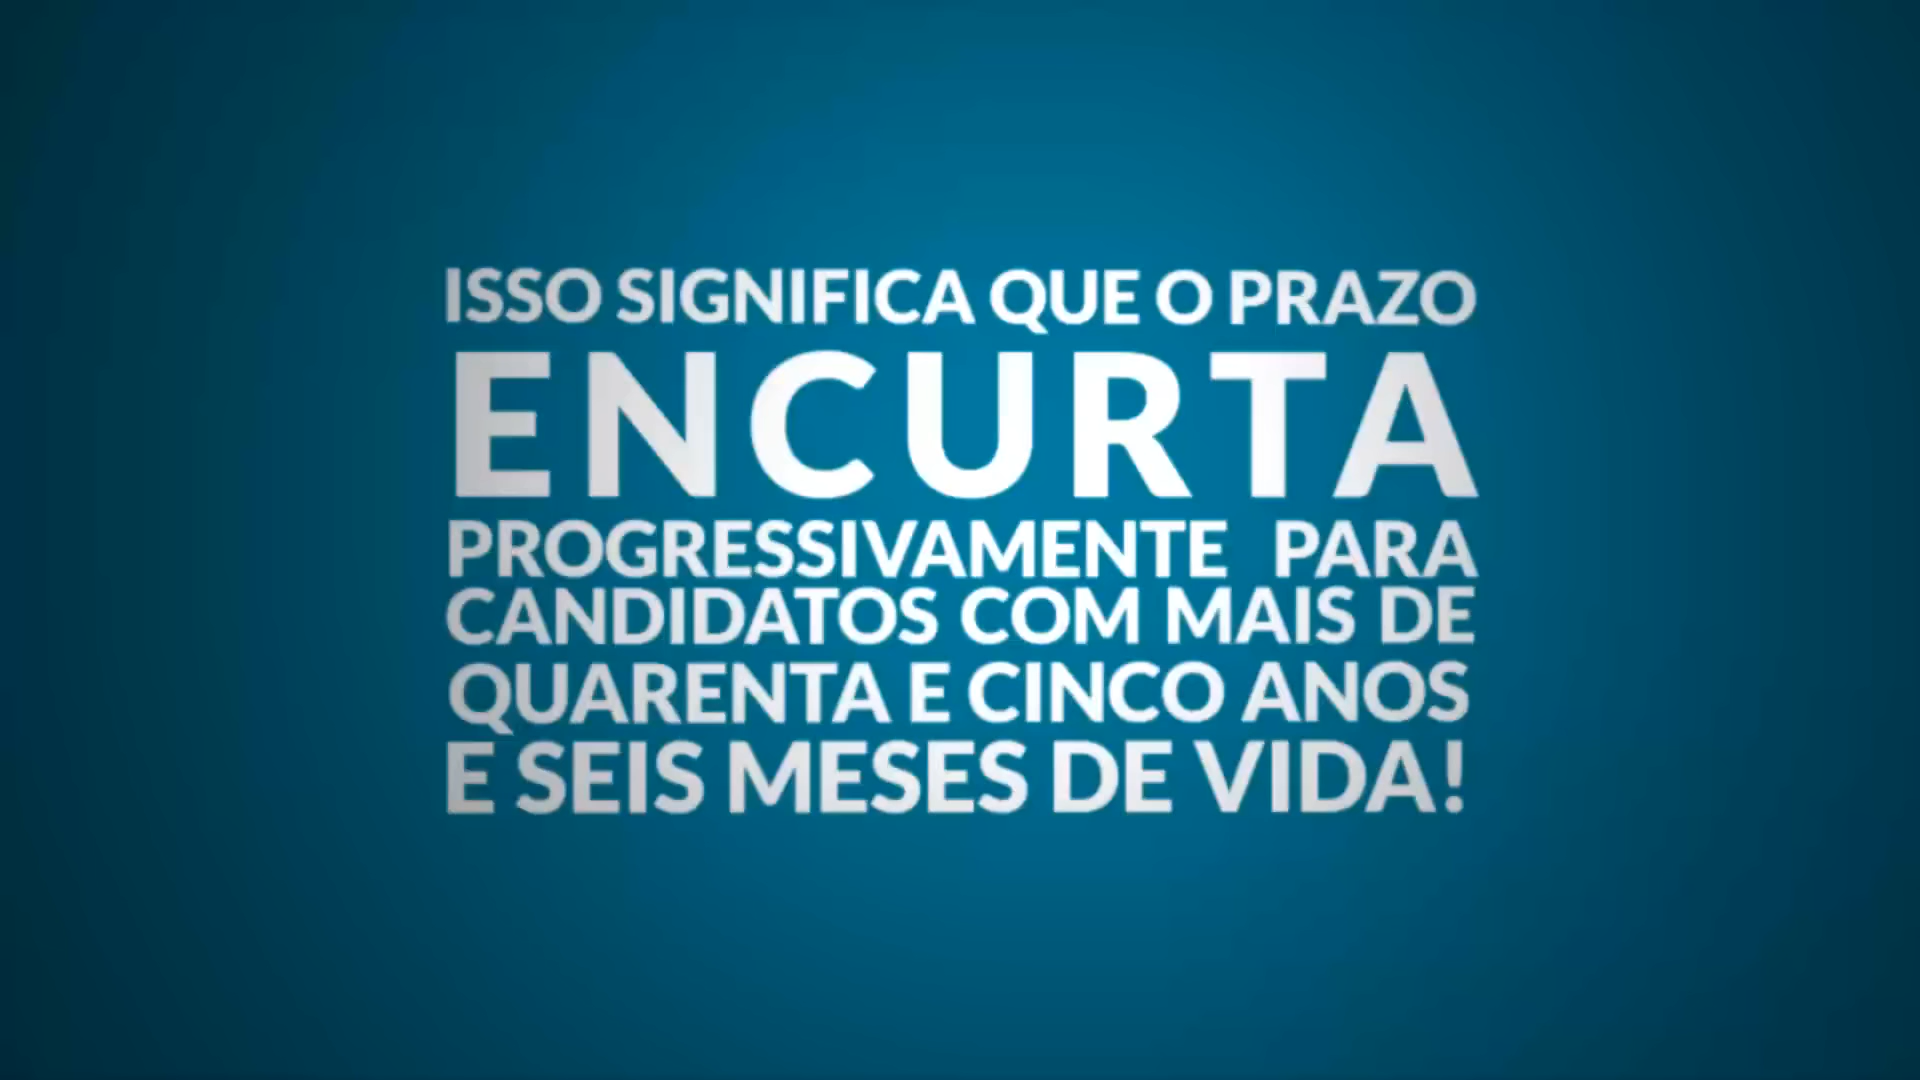 ISSO SIGNIFICA QUE O PRAZO
ENCURTA
PROGRESSIVAMENTE PARA
CANDIDATOS COM MAIS DE
QUARENTA E CINCO ANOS
E SEIS MESES DE VIDA!